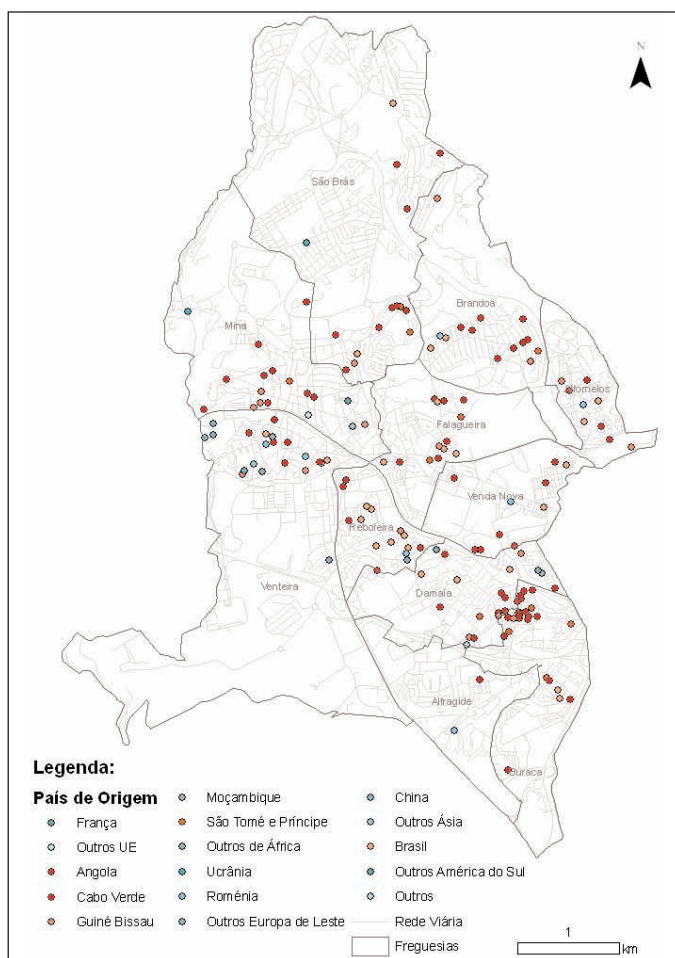 N
São Brás
Brandoa
Mina
Alfornelos
Falagueira
Venda Nova
Reboleira
Venteira
Damaia
Alfragide
Buraca
Legenda:
País de Origem
França
Outros UE
Angola
Cabo Verde
Guiné Bissau
Moçambique
São Tomé e Príncipe
Outros de África
Ucrânia
Roménia
Outros Europa de Leste
China
Outros Ásia
Brasil
Outros América do Sul
Outros
Rede Viária
Freguesias
1
km